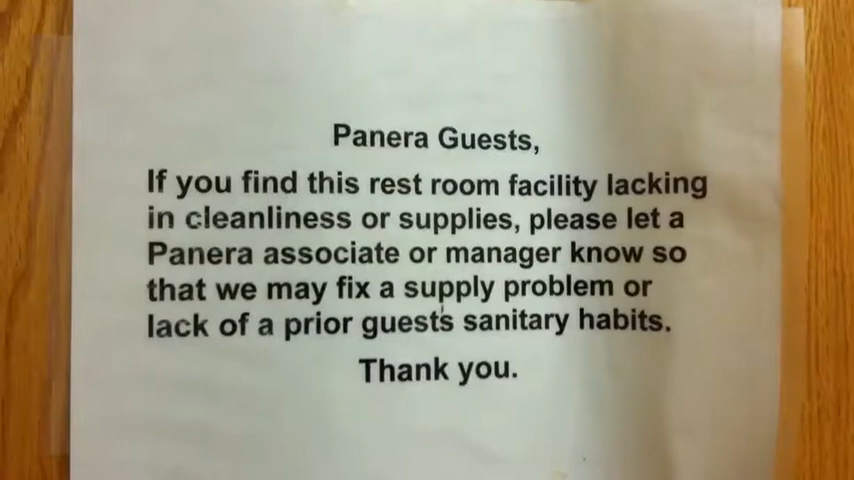 Panera Guests,
If you find this rest room facility lacking
in cleanliness or supplies, please let a
Panera associate or manager know so
that we may fix a supply problem or
lack of a prior guest's sanitary habits.
Thank you.